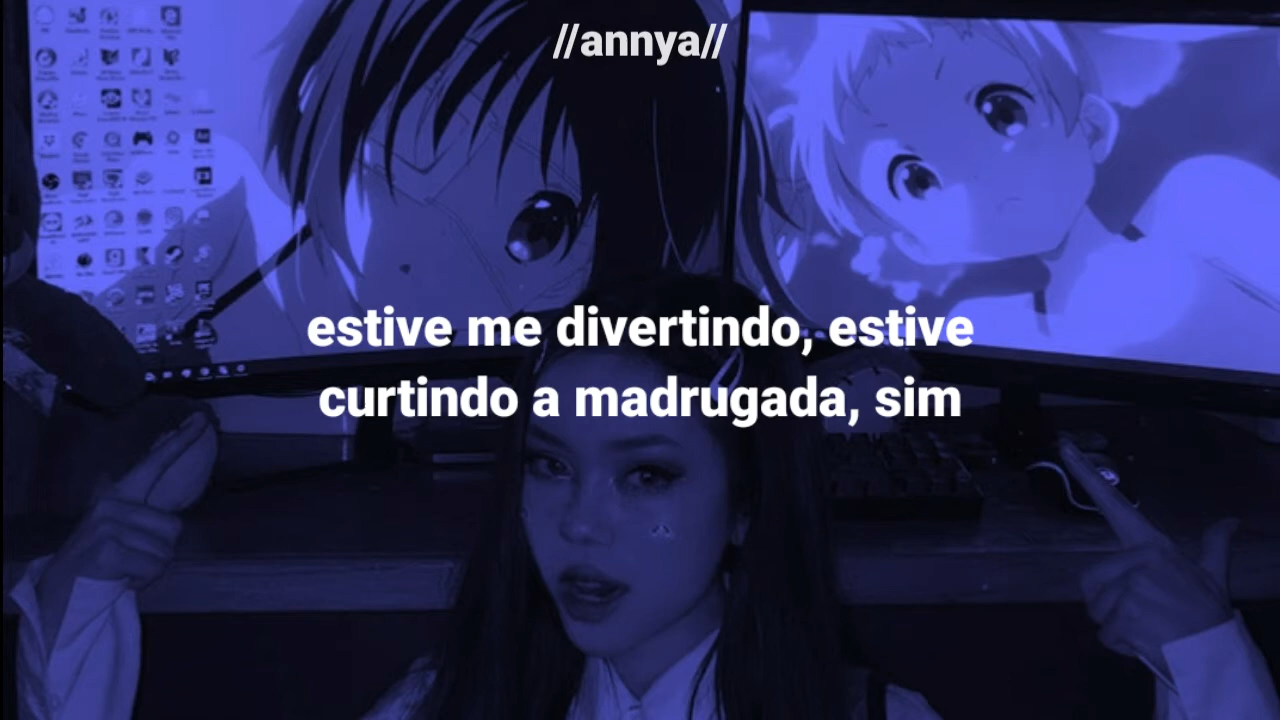 //annya//
estive me divertindo, estive
curtindo a madrugada, sim